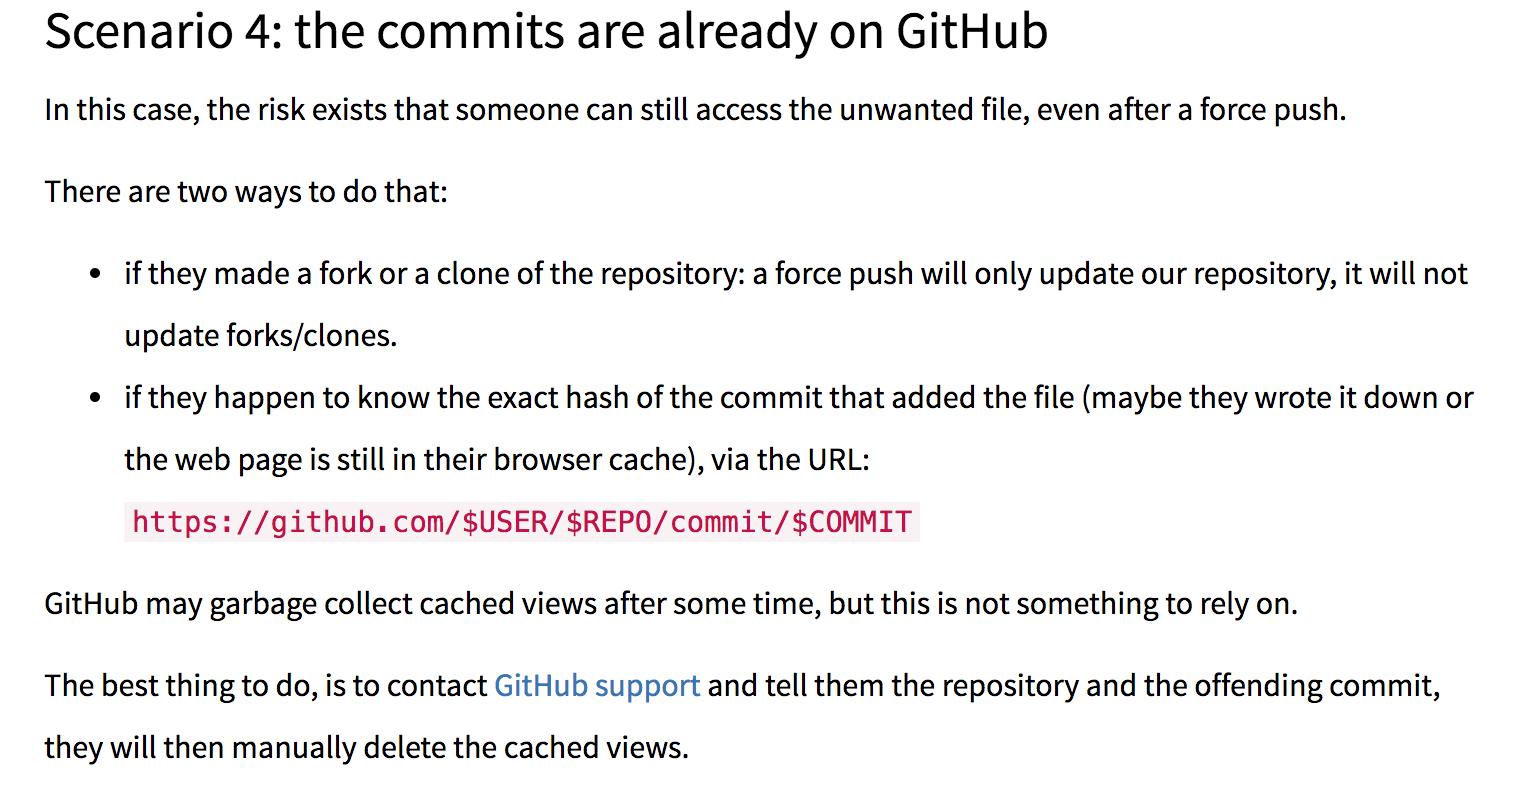 Scenario 4: the commits are already on GitHub
In this case, the risk exists that someone can still access the unwanted file, even after a force push.
There are two ways to do that:
• if they made a fork or a clone of the repository: a force push will only update our repository, it will not
update forks/clones.
• if they happen to know the exact hash of the commit that added the file (maybe they wrote it down or
the web page is still in their browser cache), via the URL:
https://github.com/$USER/$REPO/commit/$COMMIT
GitHub may garbage collect cached views after some time, but this is not something to rely on.
The best thing to do, is to contact GitHub support and tell them the repository and the offending commit,
they will then manually delete the cached views.